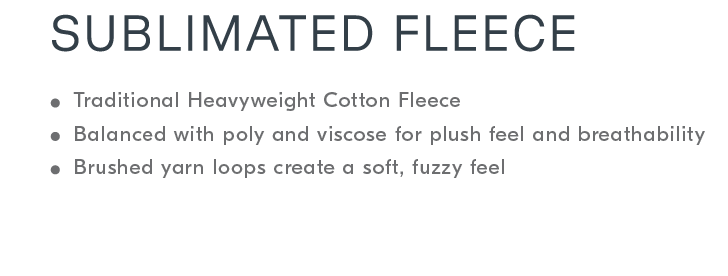 SUBLIMATED FLEECE
● Traditional Heavyweight Cotton Fleece
● Balanced with poly and viscose for plush feel and breathability
● Brushed yarn loops create a soft, fuzzy feel